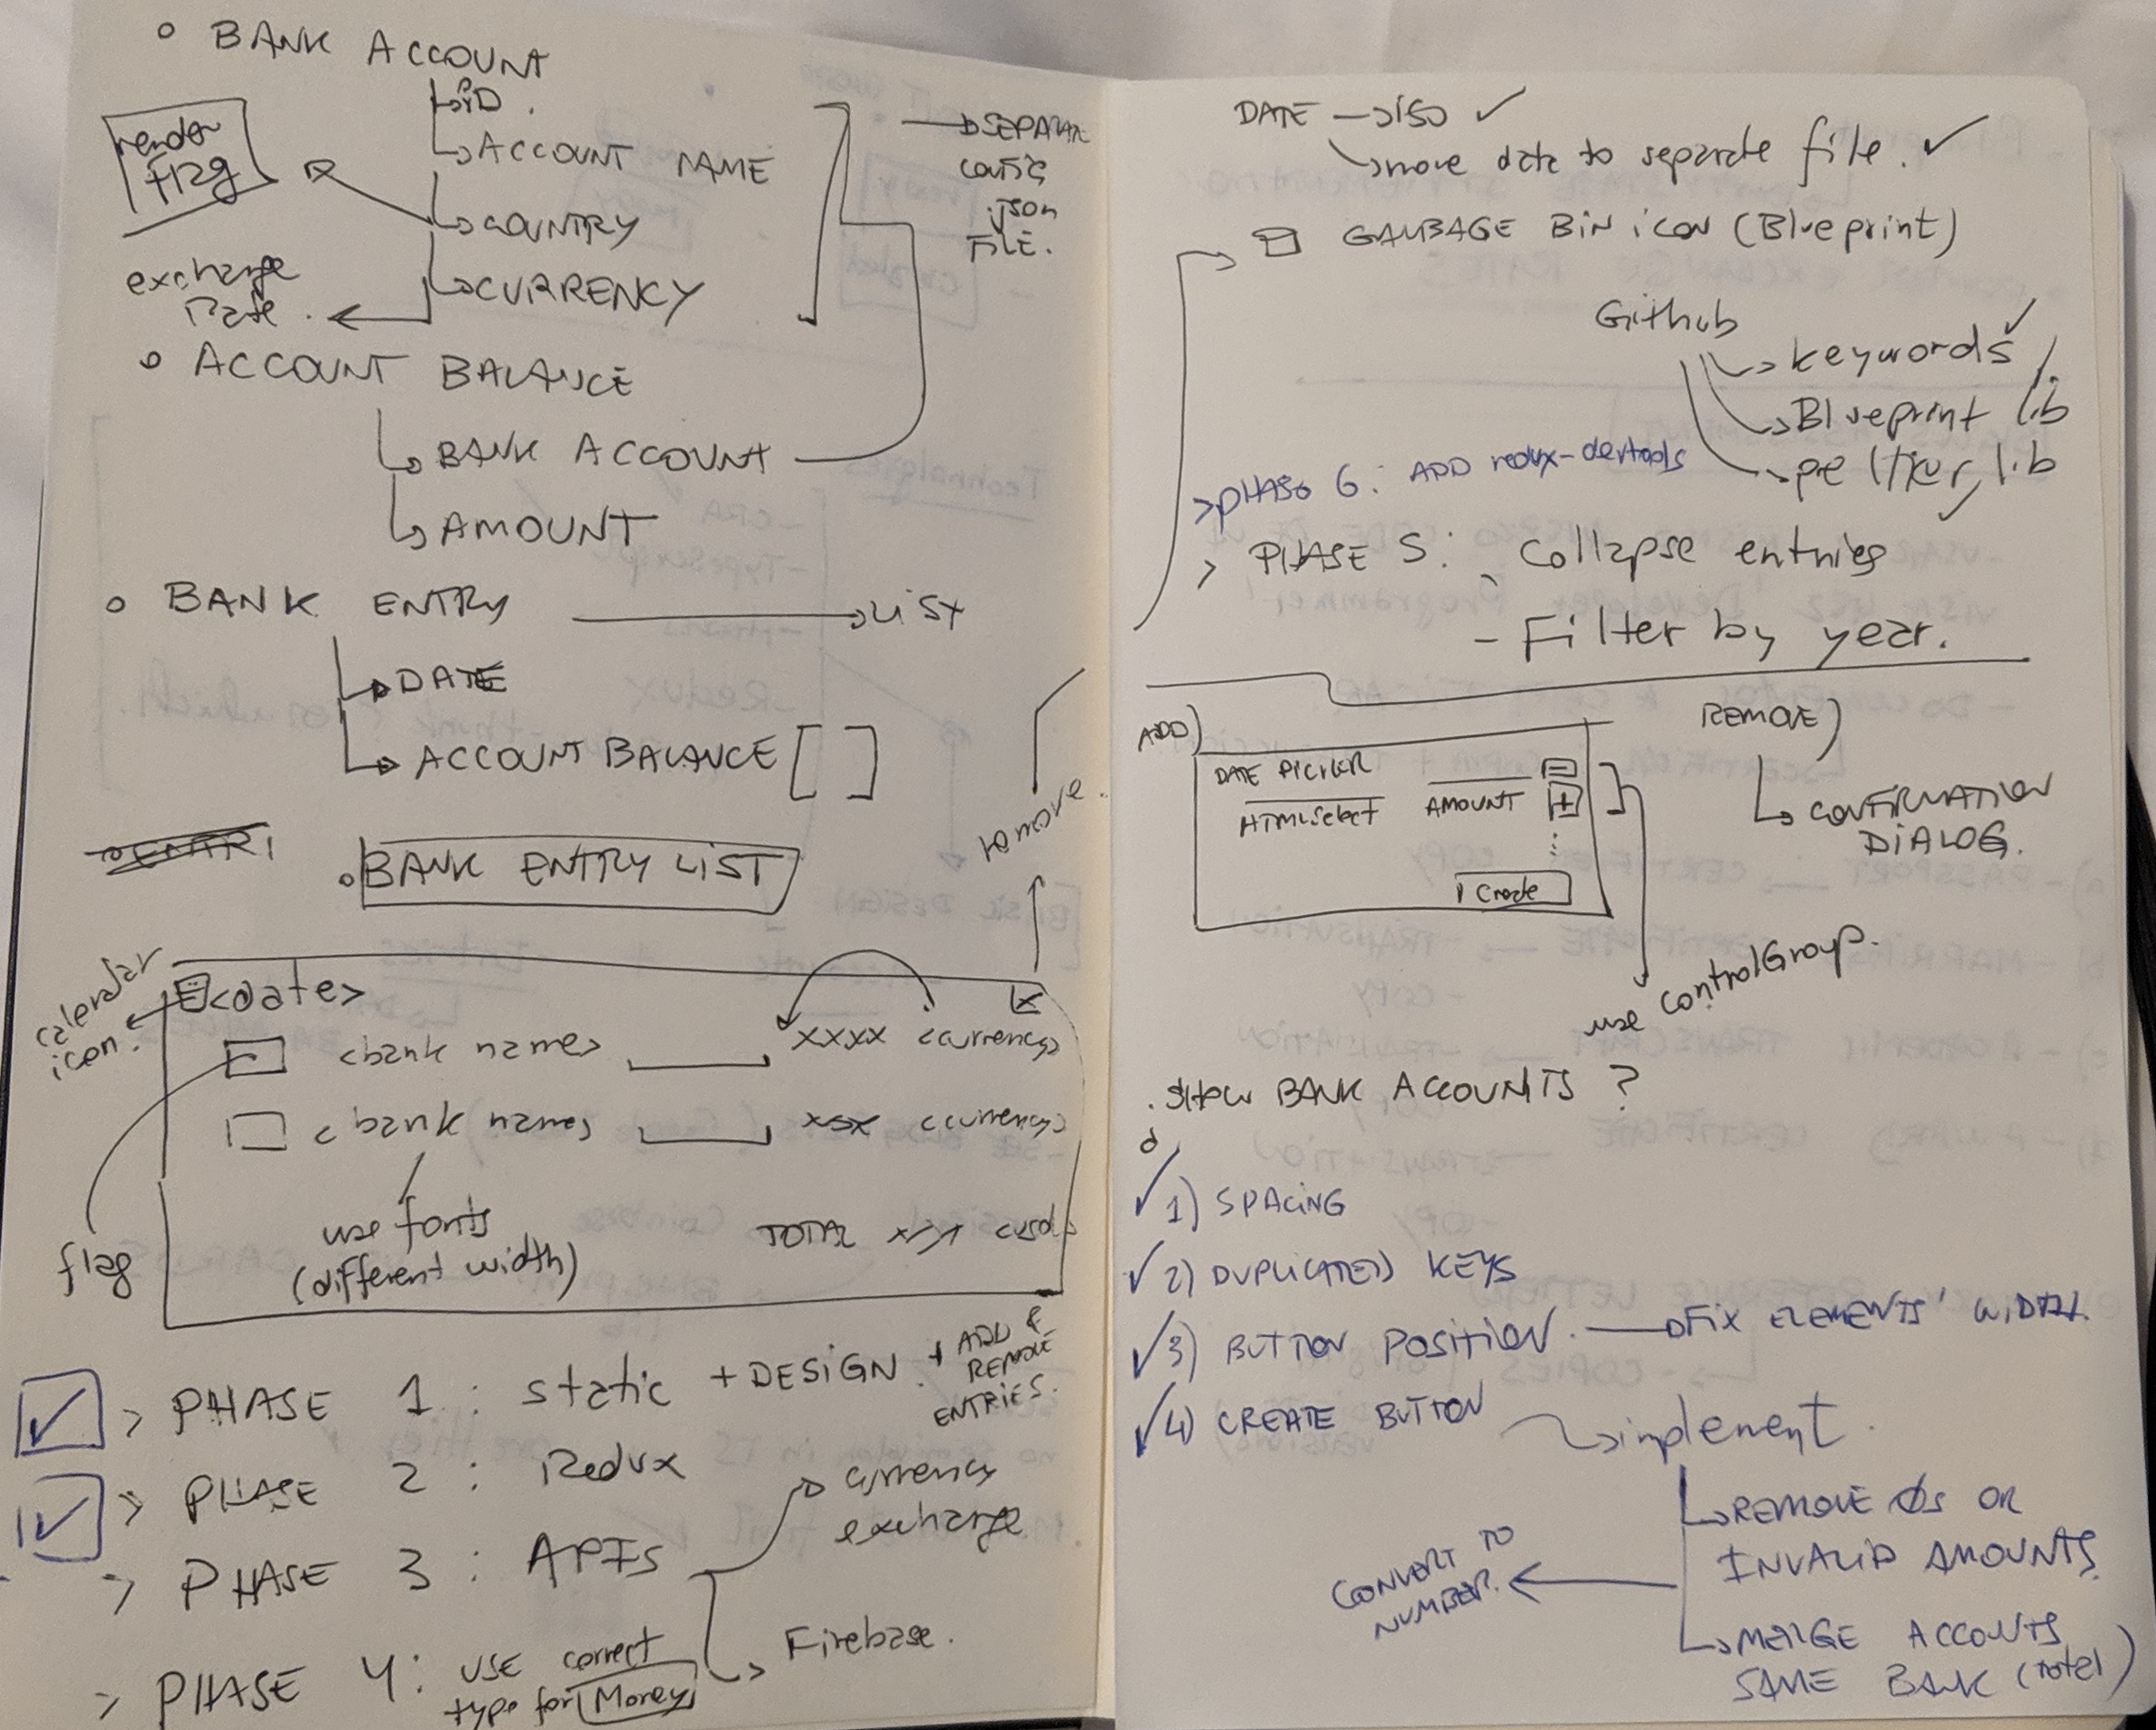 BANK ACCOUNT
ID.
ACCOUNT NAME
COUNTRY
CURRENCY
render
flag
exchange
Rate.
SEPARATE
CONFIG
json
FILE.
ACCOUNT BALANCE
BANK ACCOUNT
AMOUNT
BANK ENTRY
LIST
DATE
ACCOUNT BALANCE [ ]
BANK ENTRY LIST
remove.
calendar
icon.
<date>
<bank name> xxxx <currency>
<bank name> xxx <currency>
flag
use fonts
(different width)
TOTAL xxx <usd>
> PHASE 1 : static + DESIGN + ADD &
REMOVE
ENTRIES.
> PHASE 2 : Redux
> PHASE 3 : APIs
currency
exchange
Firebase.
> PHASE 4: USE correct
type for Money
DATE → ISO ✓
move data to separate file. ✓
GARBAGE BIN icon (Blueprint)
Github
keywords ✓
Blueprint lib
lib ✓
> PHASE 6: ADD redux-devtools
> PHASE 5: - Collapse entries
- Filter by year.
ADD)
DATE PICKER
HTMLSelect AMOUNT
+
Create
use ControlGroup.
REMOVE)
CONFIRMATION
DIALOG.
. SHOW BANK ACCOUNTS ?
✓ 1) SPACING
✓ 2) DUPLICATED KEYS
✓ 3) BUTTON POSITION. FIX ELEMENTS' WIDTH.
✓ 4) CREATE BUTTON
implement.
REMOVE Øs OR
INVALID AMOUNTS
CONVERT TO
NUMBER.
MERGE ACCOUNTS
SAME BANK (total)